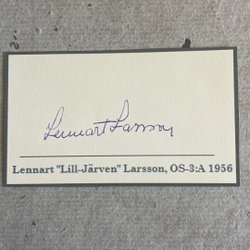 Lennart Larsson
Lennart "Lill-Järven" Larsson, OS-3:A 1956